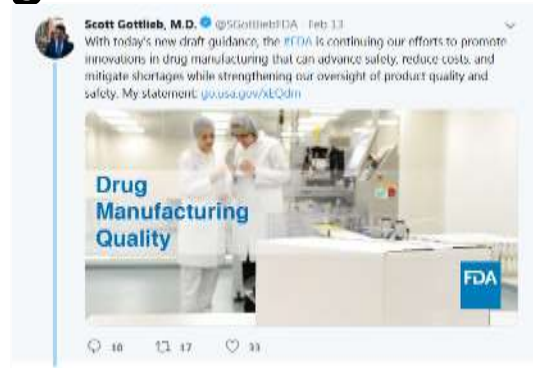 Scott Gottlieb, M.D. @SGottliebFDA · Feb 13
With today's new draft guidance, the #FDA is continuing our efforts to promote
innovations in drug manufacturing that can advance safety, reduce costs, and
mitigate shortages while strengthening our oversight of product quality and
safety. My statement: go.usa.gov/xEQdm
Drug
Manufacturing
Quality
FDA
10 17 33